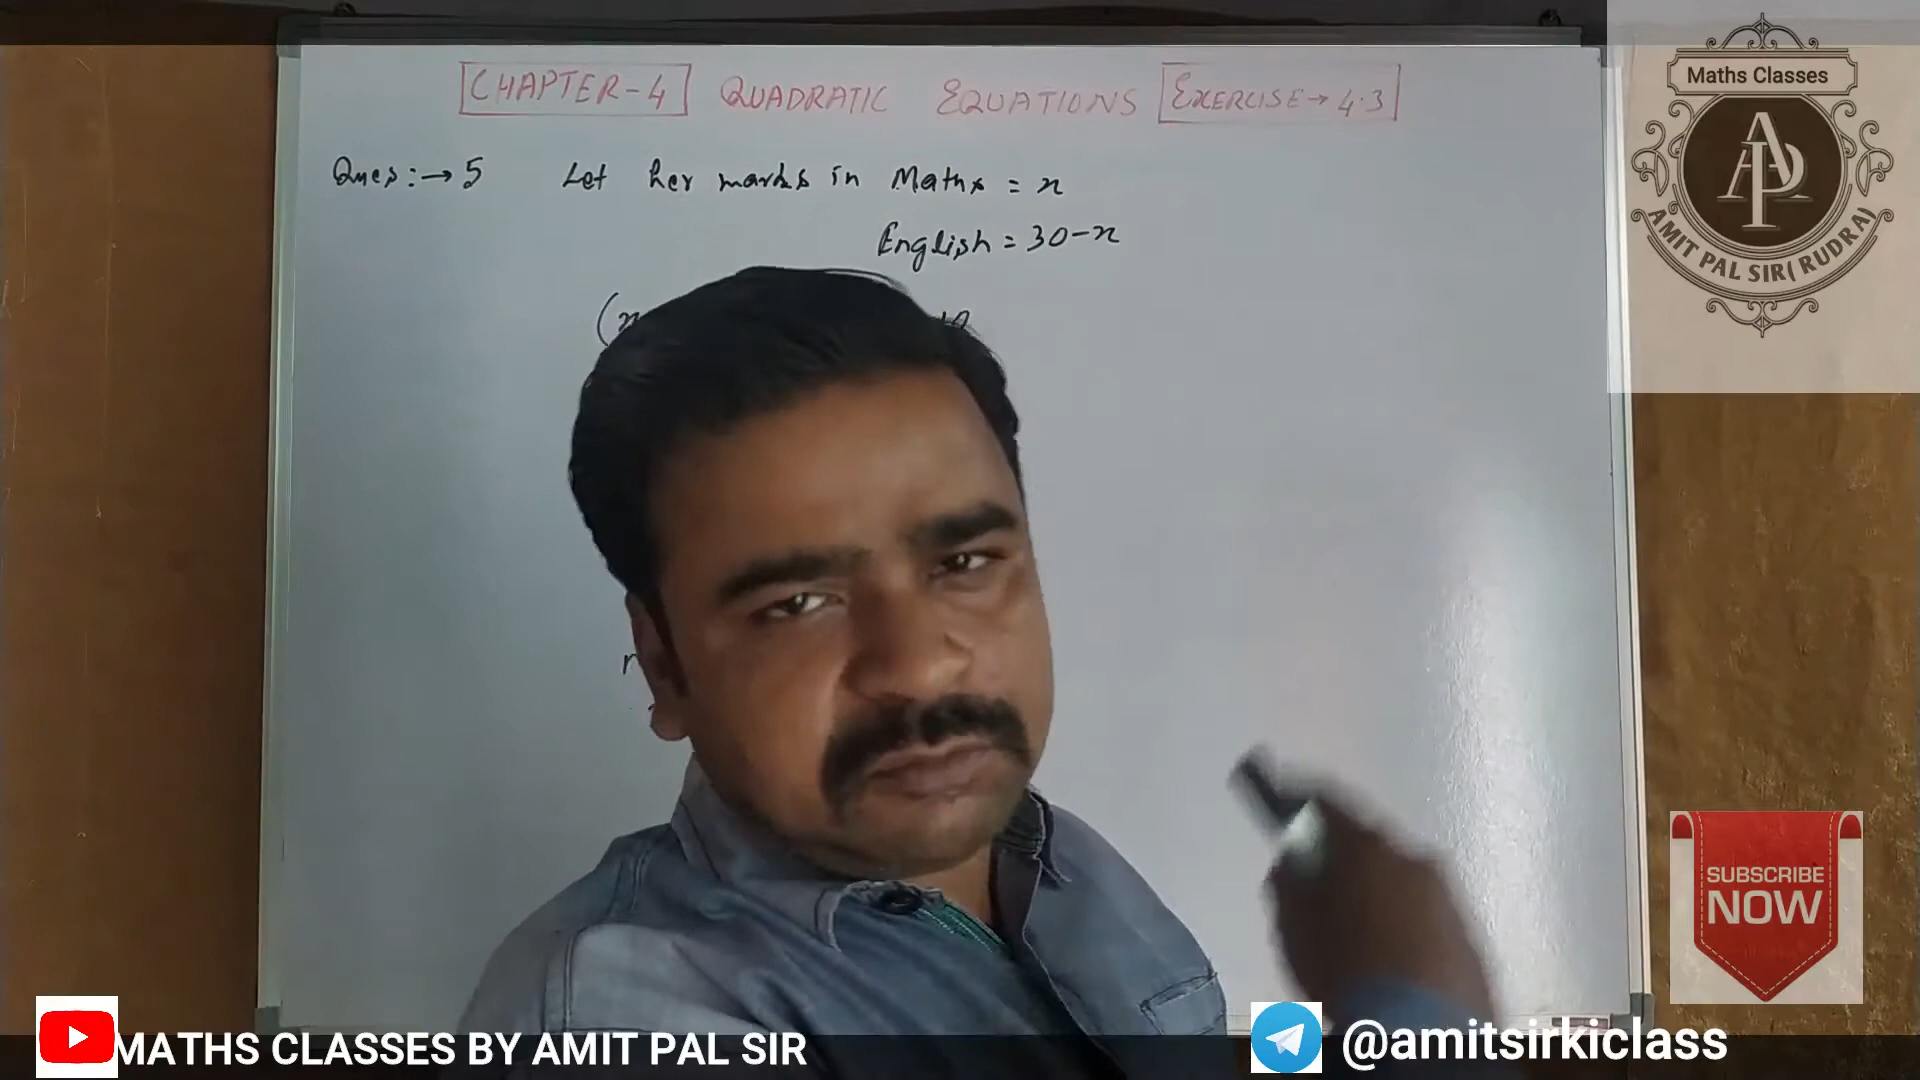 CHAPTER-4 QUADRATIC EQUATIONS EXERCISE→ 4.3
Ques:→5 Let her marks in Maths = x
English = 30-x
(x
Maths Classes
AP
AMIT PAL SIR( RUDRA)
SUBSCRIBE
NOW
MATHS CLASSES BY AMIT PAL SIR
@amitsirkiclass